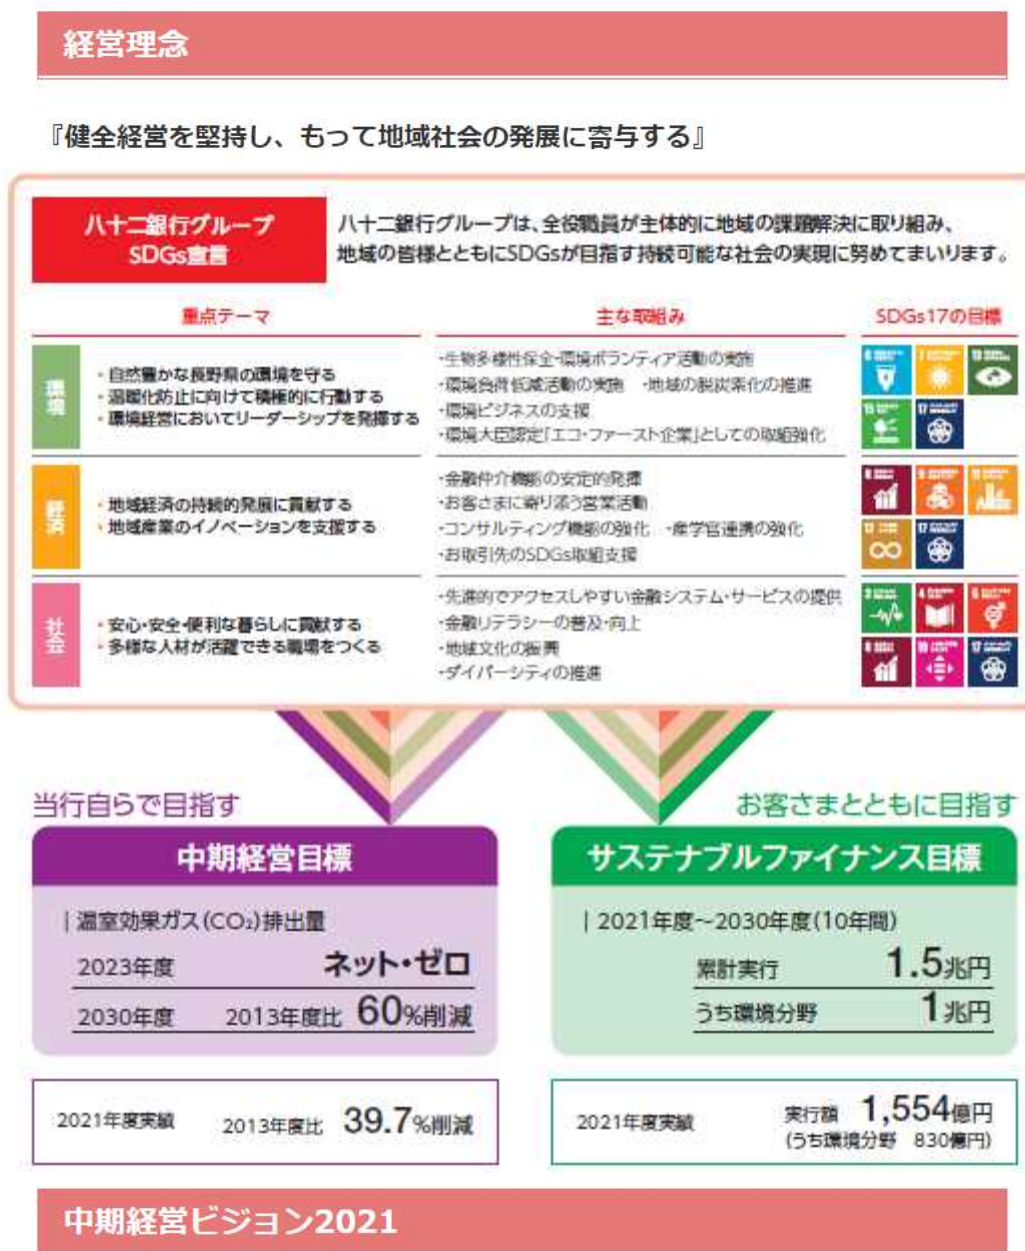 経営理念
『健全経営を堅持し、もって地域社会の発展に寄与する』
八十二銀行グループ
SDGs宣言
八十二銀行グループは、全役職員が主体的に地域の課題解決に取り組み、
地域の皆様とともにSDGsが目指す持続可能な社会の実現に努めてまいります。
重点テーマ
主な取組み
SDGs17の目標
環境
・自然豊かな長野県の環境を守る
・温暖化防止に向けて積極的に行動する
・環境経営においてリーダーシップを発揮する
・生物多様性保全・環境ボランティア活動の実施
・環境負荷低減活動の実施　・地域の脱炭素化の推進
・環境ビジネスの支援
・環境大臣認定「エコ・ファースト企業」としての取組強化
6
7
13
15
17
経済
・地域経済の持続的発展に貢献する
・地域産業のイノベーションを支援する
・金融仲介機能の安定的発揮
・お客さまに寄り添う営業活動
・コンサルティング機能の強化　・産学官連携の強化
・お取引先のSDGs取組支援
8
9
11
12
17
社会
・安心・安全・便利な暮らしに貢献する
・多様な人材が活躍できる職場をつくる
・先進的でアクセスしやすい金融システム・サービスの提供
・金融リテラシーの普及・向上
・地域文化の振興
・ダイバーシティの推進
3
4
5
8
10
17
当行自らで目指す
中期経営目標
|温室効果ガス(CO₂)排出量
2023年度 ネット・ゼロ
2030年度 2013年度比 60%削減
2021年度実績 2013年度比 39.7%削減
お客さまとともに目指す
サステナブルファイナンス目標
|2021年度～2030年度(10年間)
累計実行 1.5兆円
うち環境分野 1兆円
2021年度実績 実行額 1,554億円
(うち環境分野 830億円)
中期経営ビジョン2021